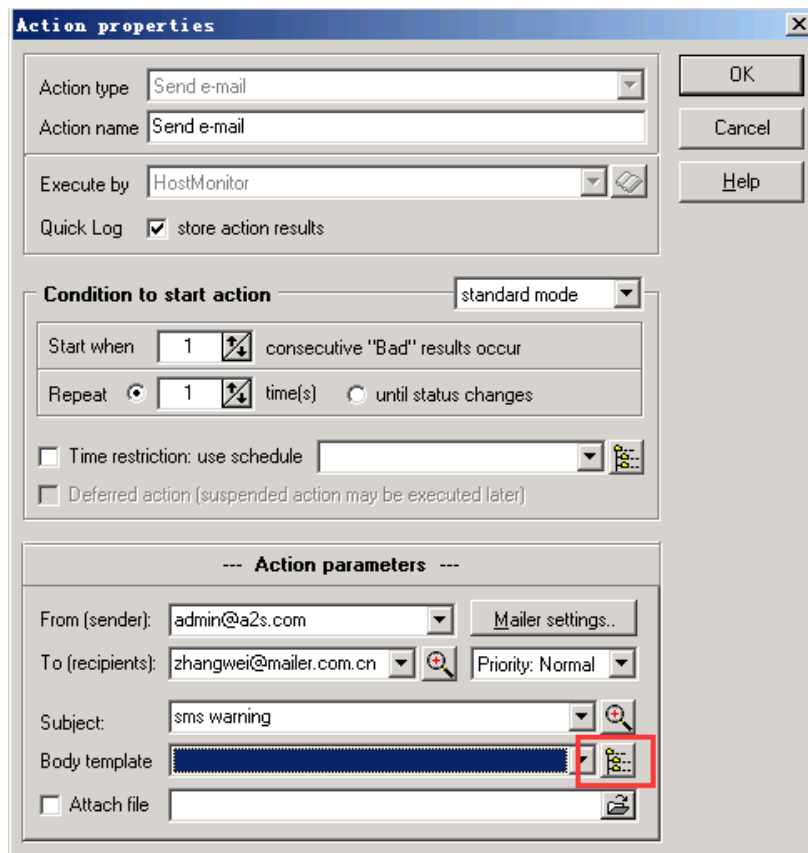 Action properties
OK
Action type Send e-mail
Action name Send e-mail
Cancel
Execute by HostMonitor
Help
Quick Log store action results
Condition to start action standard mode
Start when 1 consecutive "Bad" results occur
Repeat 1 time(s) until status changes
Time restriction: use schedule
Deferred action (suspended action may be executed later)
--- Action parameters ---
From (sender): admin@a2s.com Mailer settings..
To (recipients): zhangwei@mailer.com.cn Priority: Normal
Subject: sms warning
Body template
Attach file